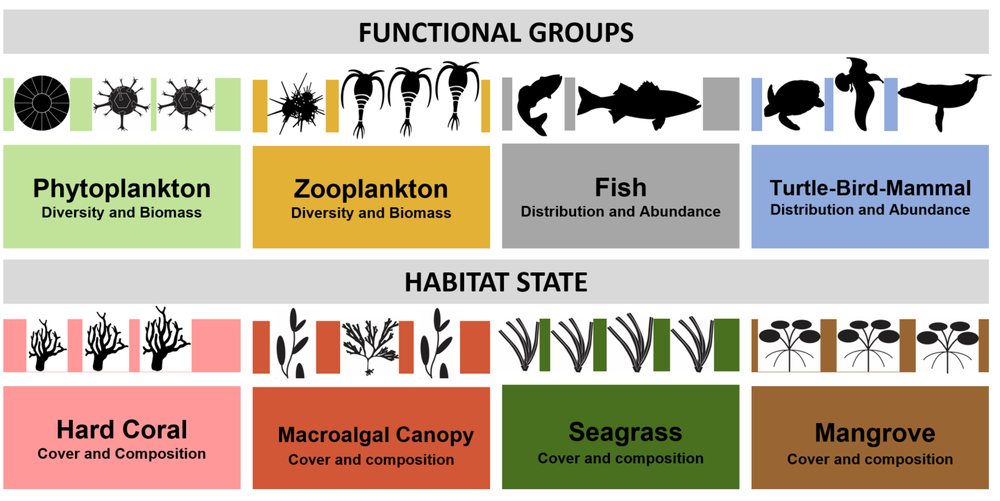 FUNCTIONAL GROUPS
Phytoplankton
Diversity and Biomass
Zooplankton
Diversity and Biomass
Fish
Distribution and Abundance
Turtle-Bird-Mammal
Distribution and Abundance
HABITAT STATE
Hard Coral
Cover and Composition
Macroalgal Canopy
Cover and composition
Seagrass
Cover and composition
Mangrove
Cover and composition